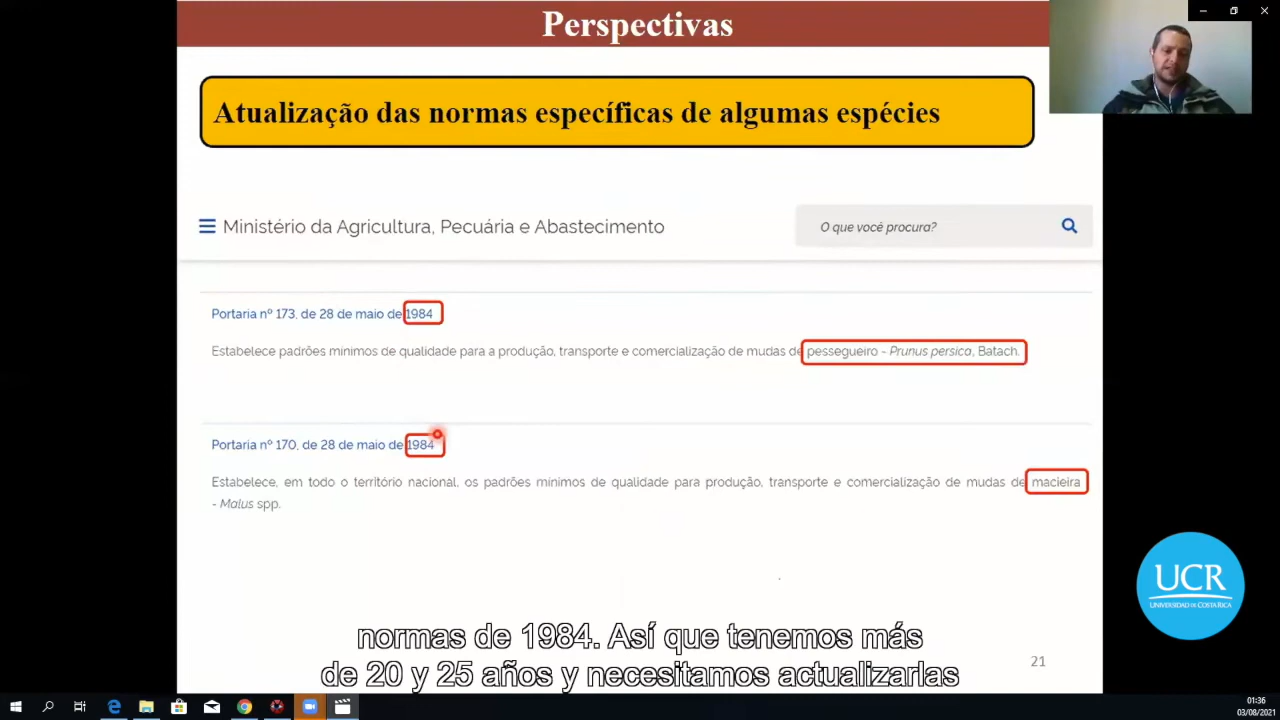 Perspectivas
Atualização das normas específicas de algumas espécies
Ministério da Agricultura, Pecuária e Abastecimento
O que você procura?
Portaria nº 173, de 28 de maio de 1984
Estabelece padrões mínimos de qualidade para a produção, transporte e comercialização de mudas de pessegueiro - Prunus persica, Batach.
Portaria nº 170, de 28 de maio de 1984
Estabelece, em todo o território nacional, os padrões mínimos de qualidade para produção, transporte e comercialização de mudas de macieira
- Malus spp.
UCR
UNIVERSIDAD DE COSTA RICA
normas de 1984. Así que tenemos más
de 20 y 25 años y necesitamos actualizarlas
21
01:36
03/08/2021